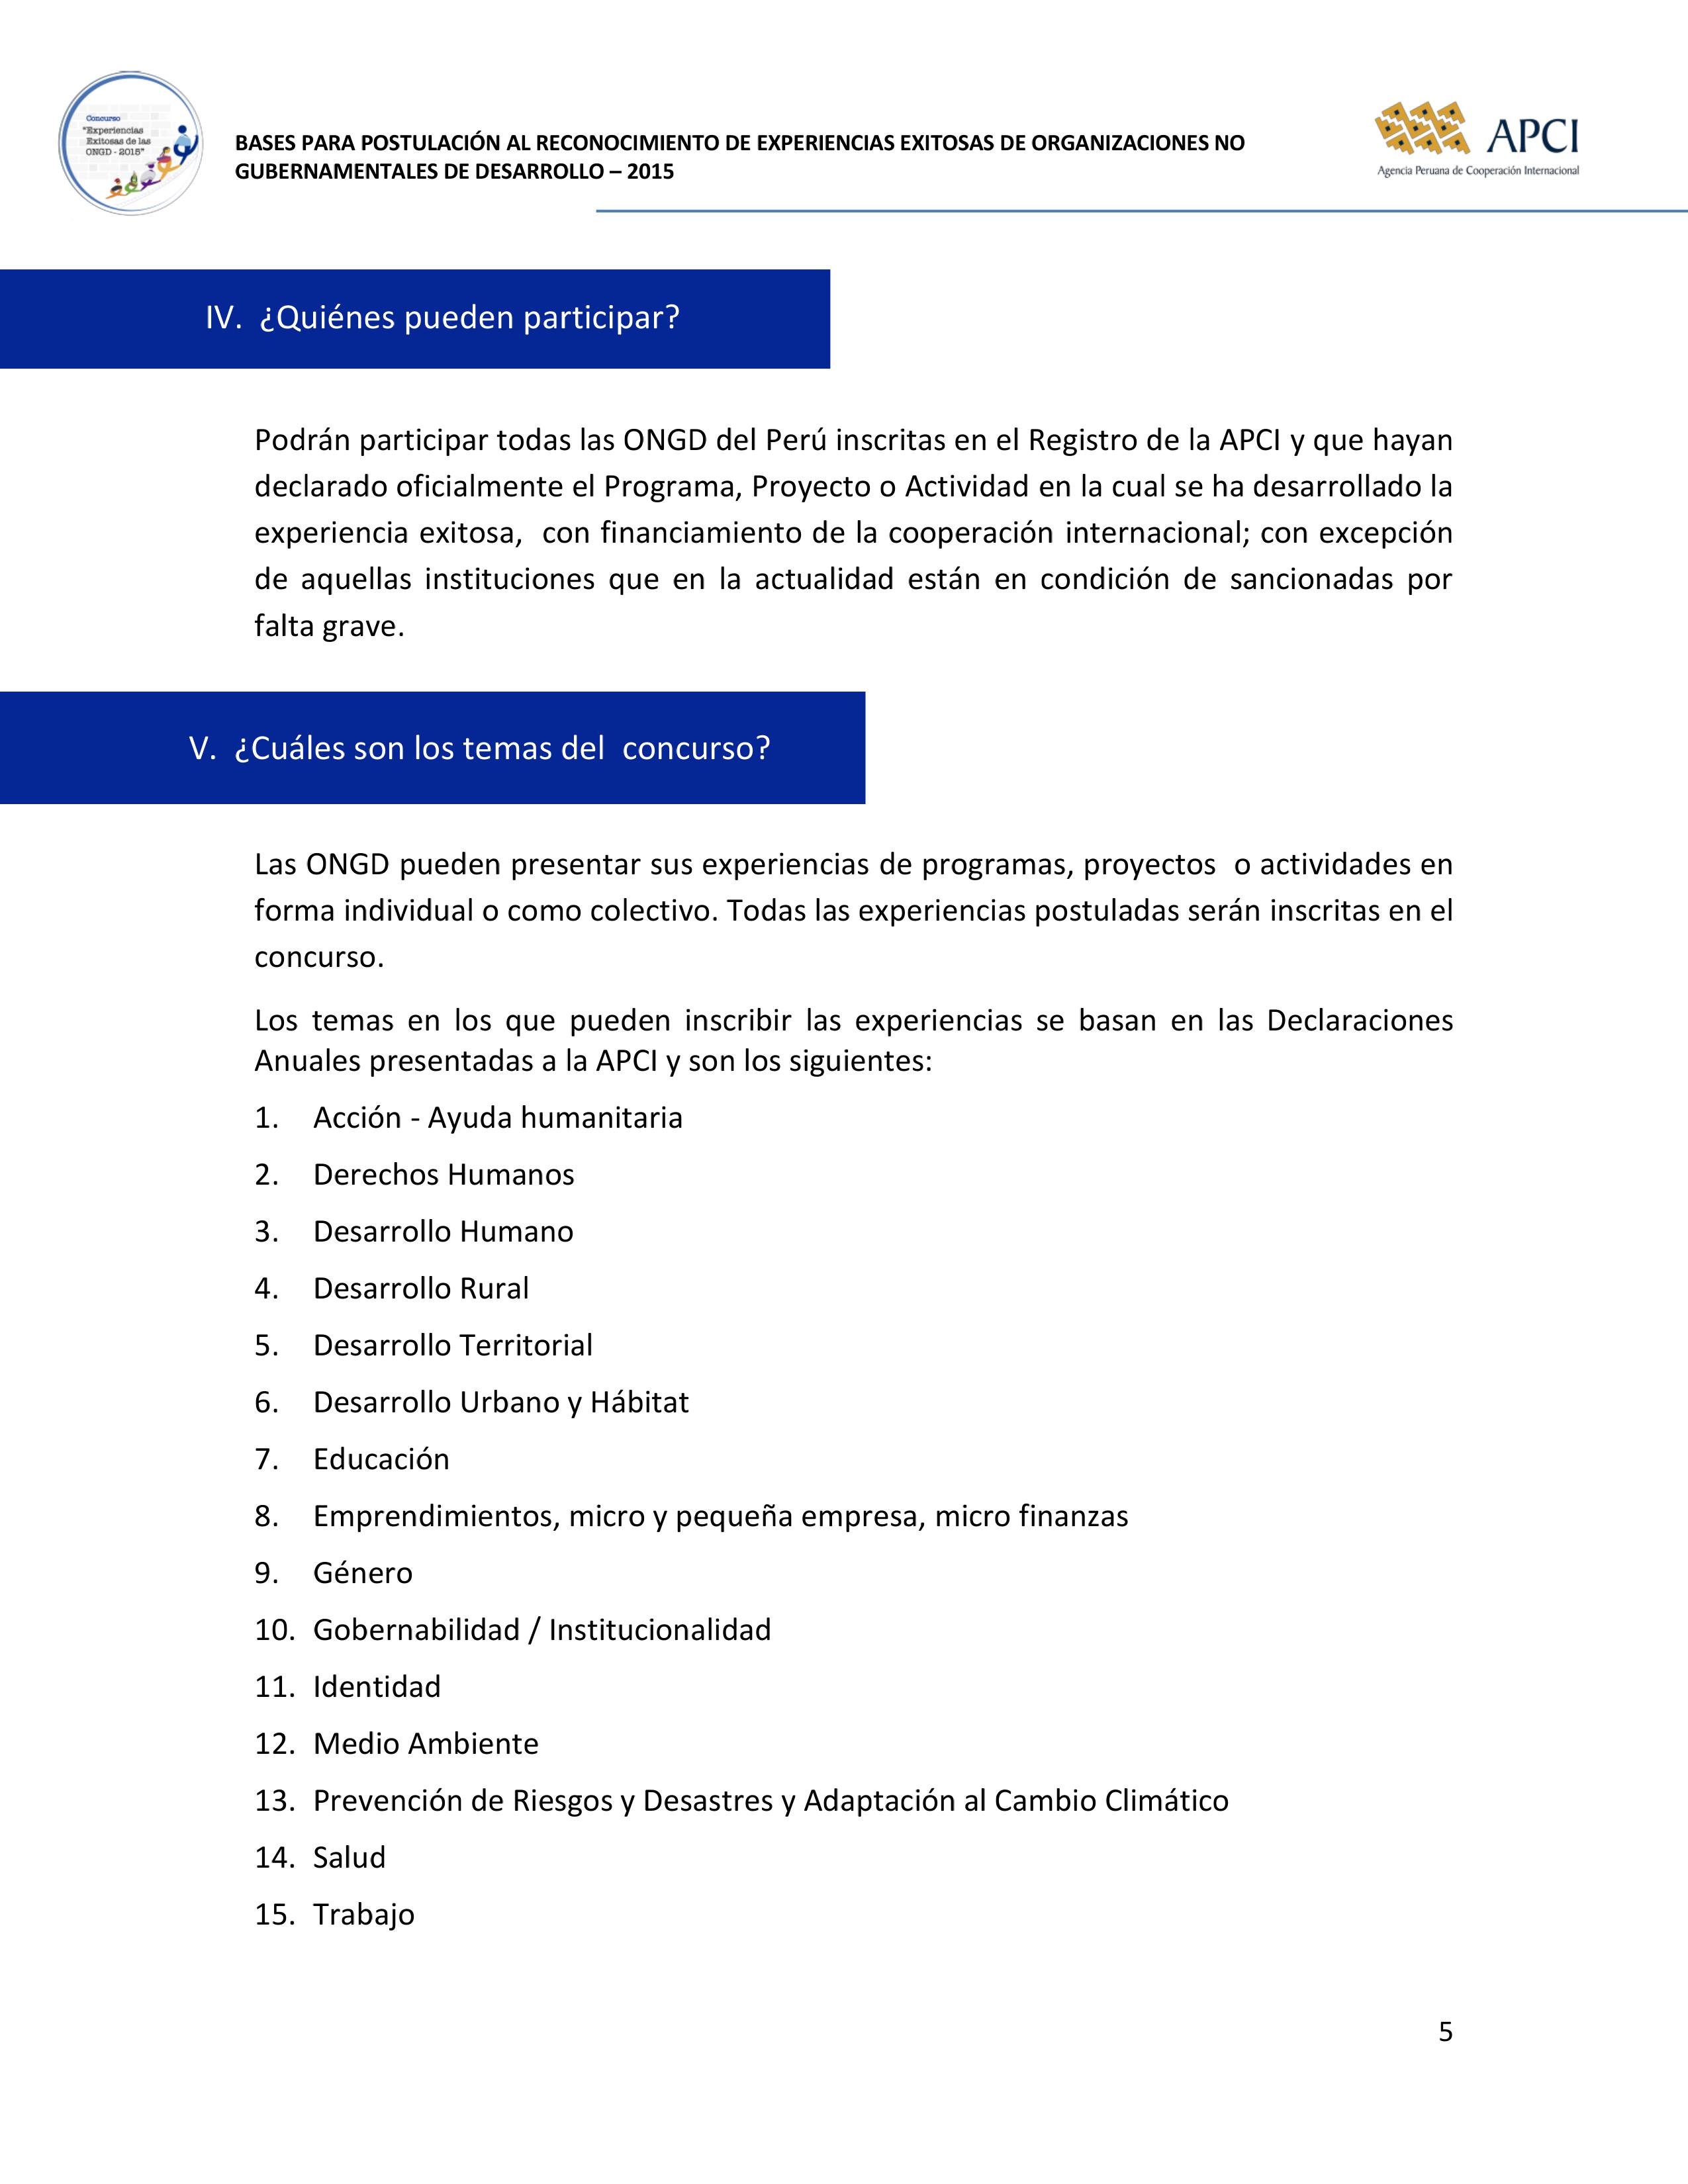 Concurso
"Experiencias
Exitosas de las
ONGD - 2015"
BASES PARA POSTULACIÓN AL RECONOCIMIENTO DE EXPERIENCIAS EXITOSAS DE ORGANIZACIONES NO
GUBERNAMENTALES DE DESARROLLO – 2015
APCI
Agencia Peruana de Cooperación Internacional
IV. ¿Quiénes pueden participar?
Podrán participar todas las ONGD del Perú inscritas en el Registro de la APCI y que hayan
declarado oficialmente el Programa, Proyecto o Actividad en la cual se ha desarrollado la
experiencia exitosa, con financiamiento de la cooperación internacional; con excepción
de aquellas instituciones que en la actualidad están en condición de sancionadas por
falta grave.
V. ¿Cuáles son los temas del concurso?
Las ONGD pueden presentar sus experiencias de programas, proyectos o actividades en
forma individual o como colectivo. Todas las experiencias postuladas serán inscritas en el
concurso.
Los temas en los que pueden inscribir las experiencias se basan en las Declaraciones
Anuales presentadas a la APCI y son los siguientes:
1. Acción - Ayuda humanitaria
2. Derechos Humanos
3. Desarrollo Humano
4. Desarrollo Rural
5. Desarrollo Territorial
6. Desarrollo Urbano y Hábitat
7. Educación
8. Emprendimientos, micro y pequeña empresa, micro finanzas
9. Género
10. Gobernabilidad / Institucionalidad
11. Identidad
12. Medio Ambiente
13. Prevención de Riesgos y Desastres y Adaptación al Cambio Climático
14. Salud
15. Trabajo
5